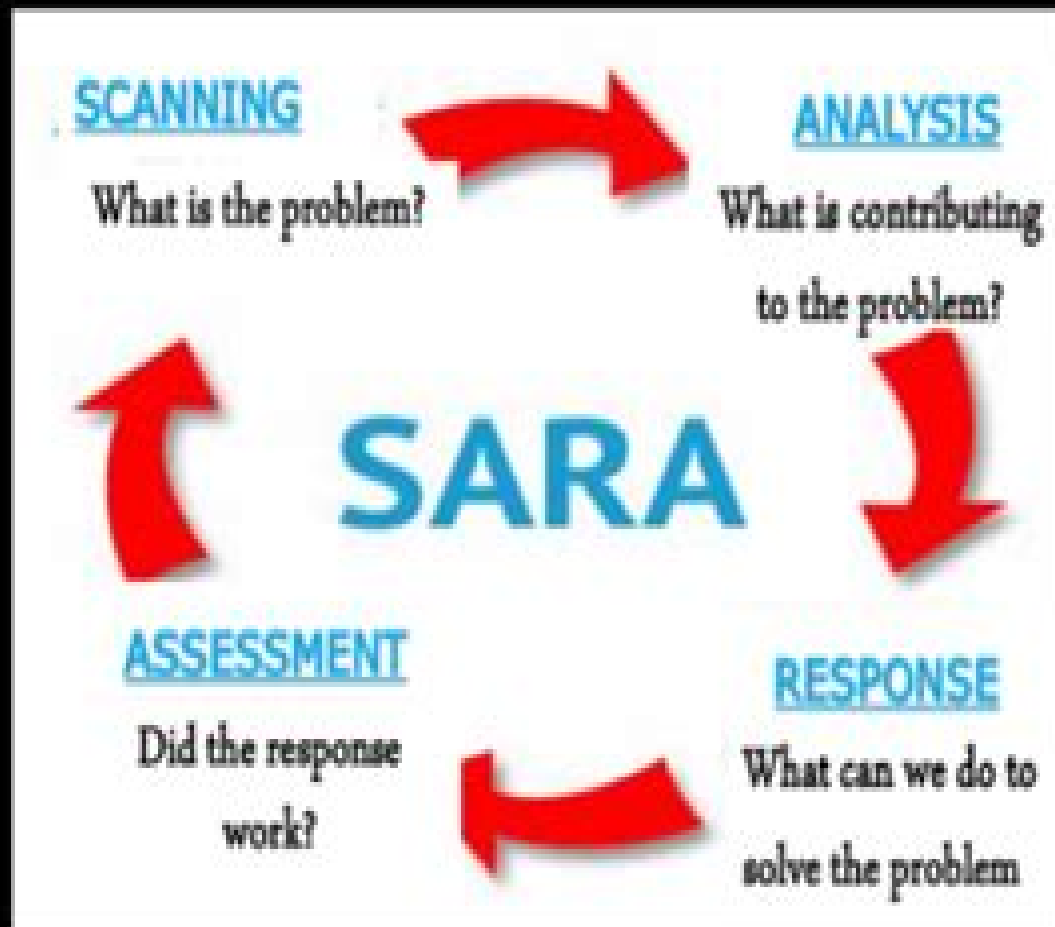 SCANNING
What is the problem?
ANALYSIS
What is contributing
to the problem?
SARA
ASSESSMENT
Did the response
work?
RESPONSE
What can we do to
solve the problem